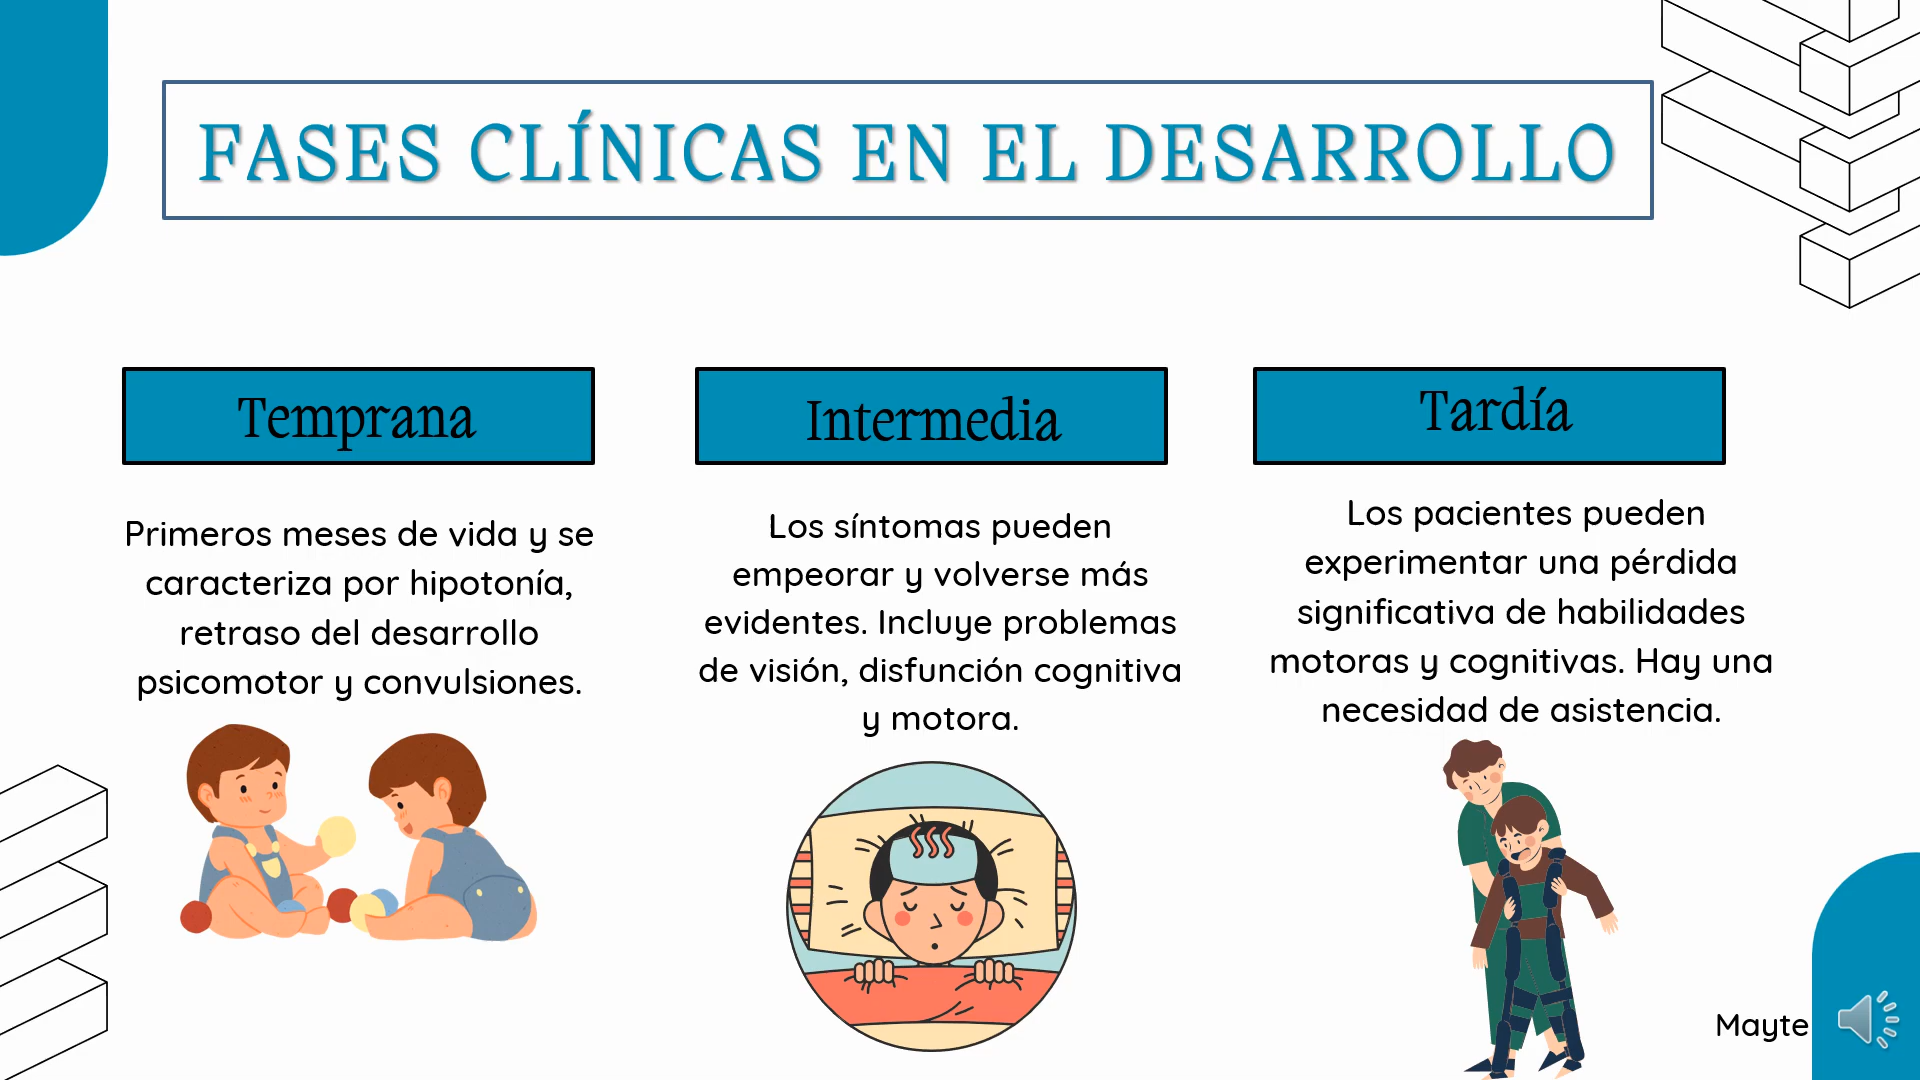 FASES CLÍNICAS EN EL DESARROLLO
Temprana
Primeros meses de vida y se
caracteriza por hipotonía,
retraso del desarrollo
psicomotor y convulsiones.
Intermedia
Los síntomas pueden
empeorar y volverse más
evidentes. Incluye problemas
de visión, disfunción cognitiva
y motora.
Tardía
Los pacientes pueden
experimentar una pérdida
significativa de habilidades
motoras y cognitivas. Hay una
necesidad de asistencia.
Mayte